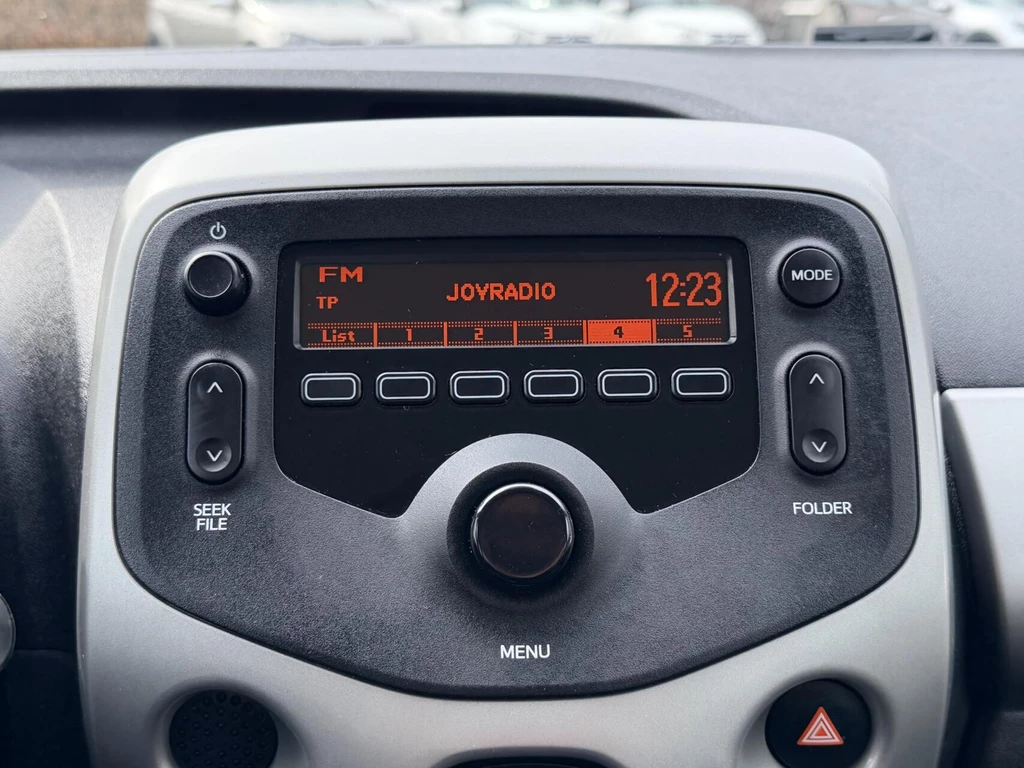 FM
TP
JOYRADIO
12:23
List 1 2 3 4 5
MODE
SEEK
FILE
FOLDER
MENU